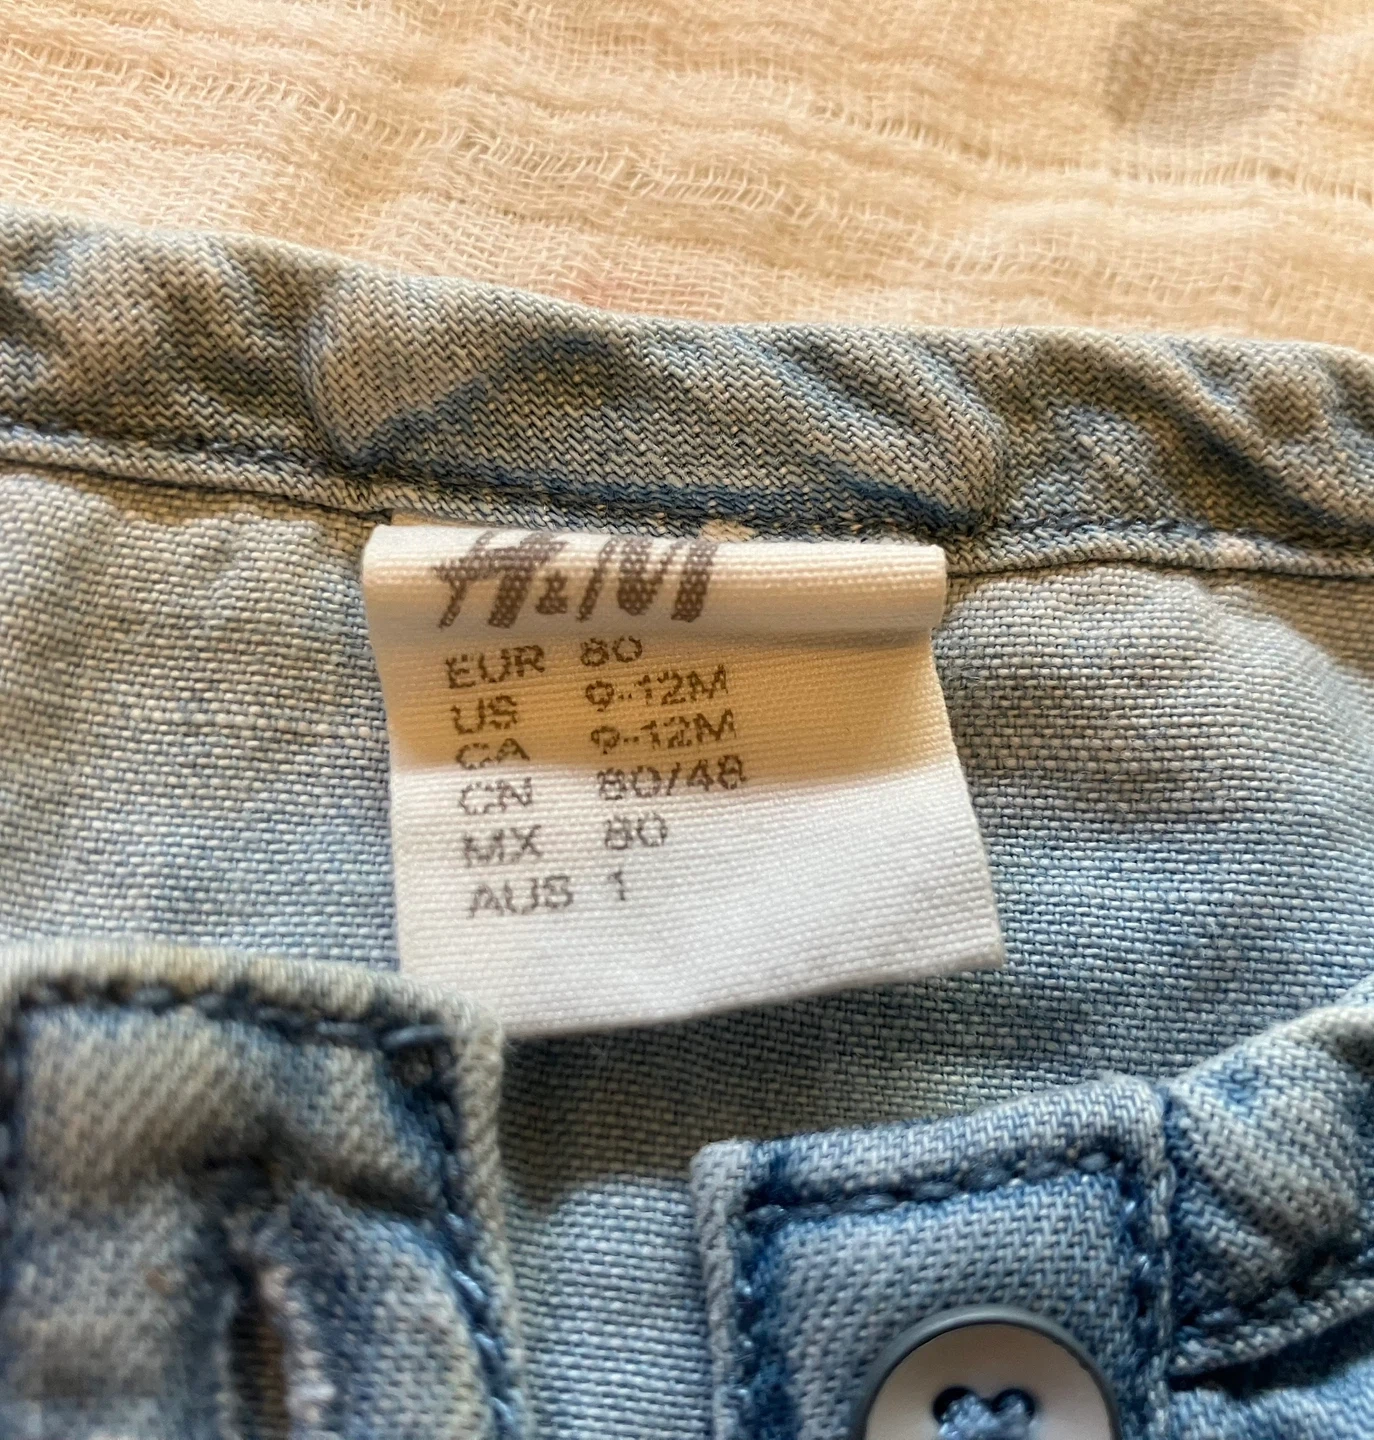 H&M
EUR 80
US 9-12M
CA 9-12M
CN 80/48
MX 80
AUS 1